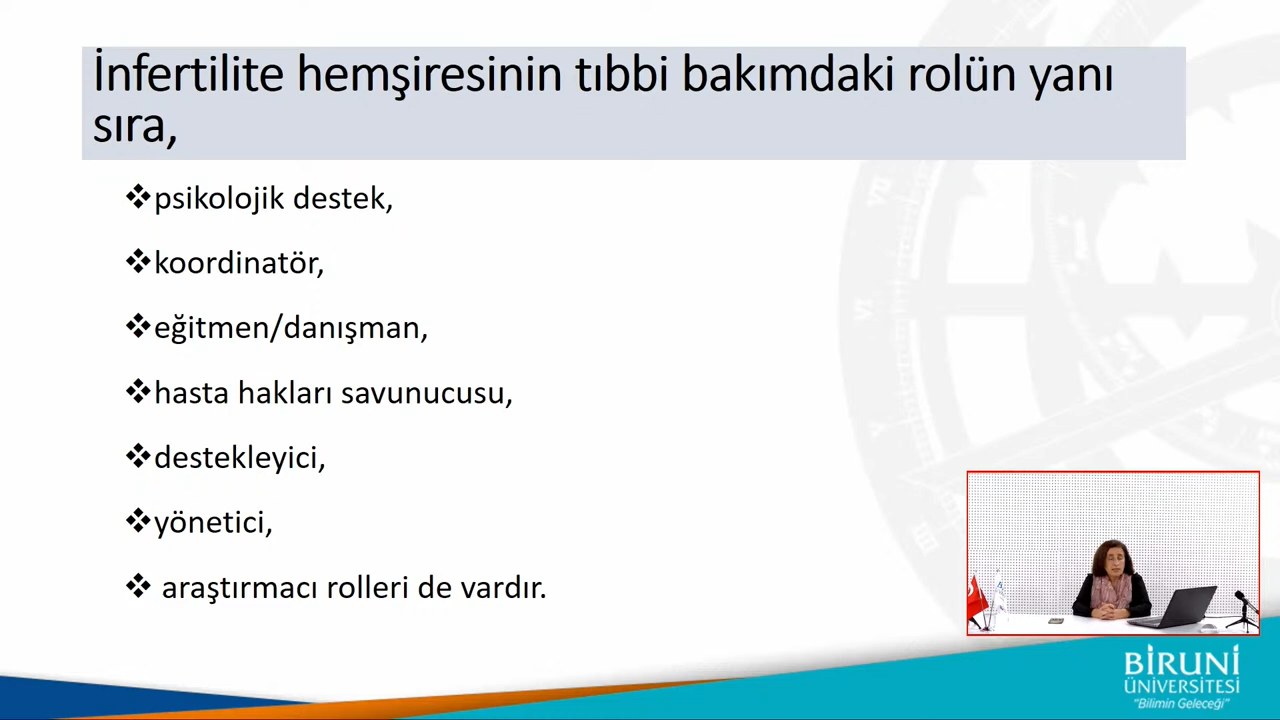 İnfertilite hemşiresinin tıbbi bakımdaki rolün yanı
sıra,
❖psikolojik destek,
❖koordinatör,
❖eğitmen/danışman,
❖hasta hakları savunucusu,
❖destekleyici,
❖yönetici,
❖ araştırmacı rolleri de vardır.
BİRUNİ
ÜNİVERSİTESİ
"Bilimin Geleceği"